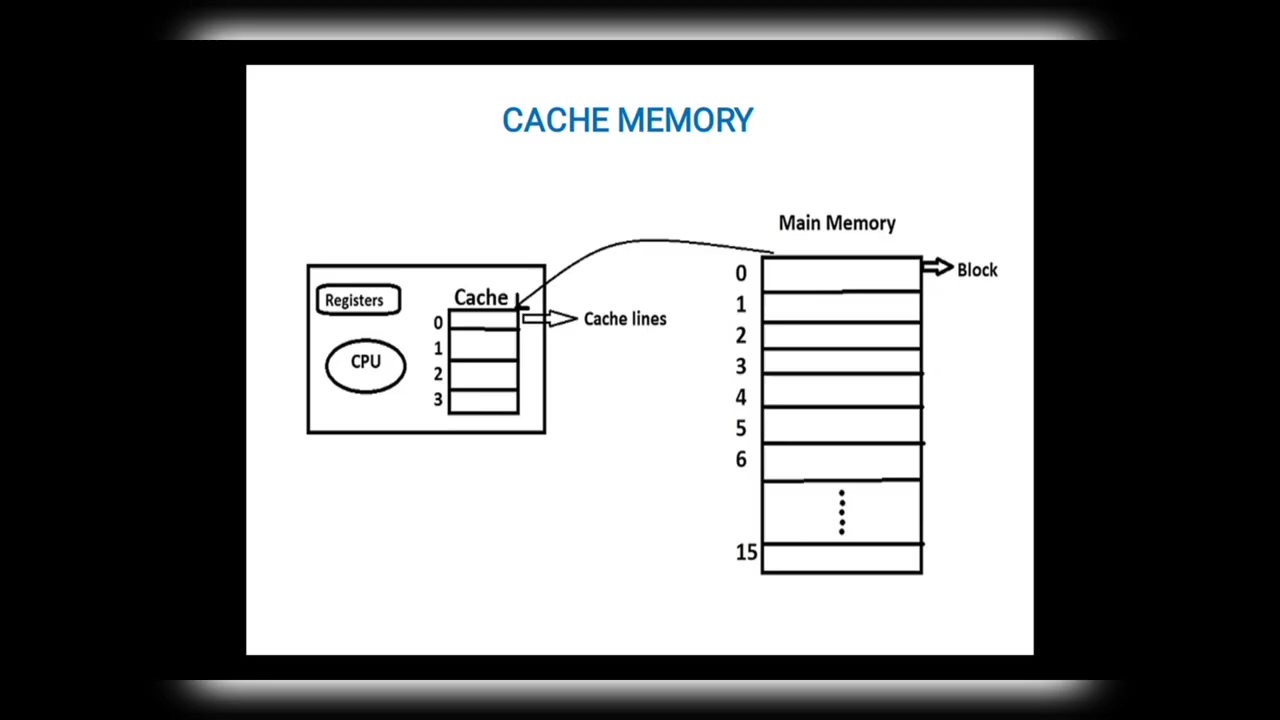 CACHE MEMORY
Main Memory
Block
Registers
Cache
Cache lines
CPU
0
1
2
3
0
1
2
3
4
5
6
15